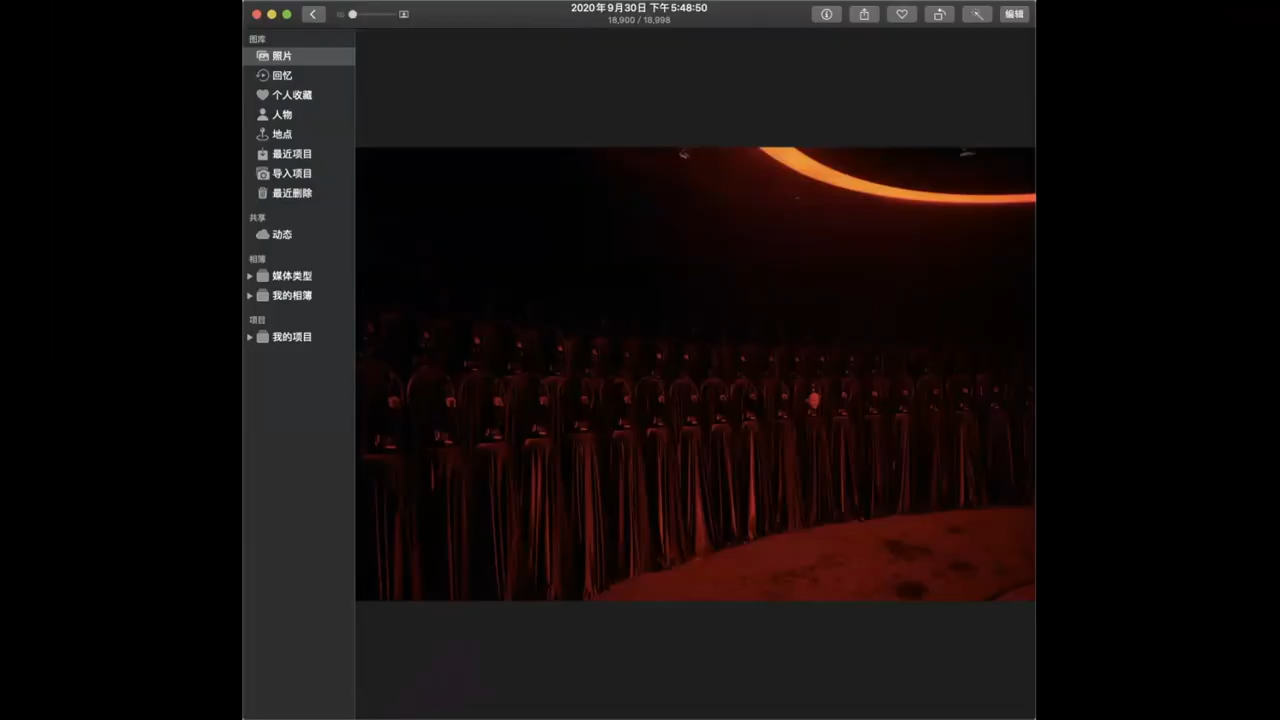 2020年9月30日 下午5:48:50
18,900 / 18,998
编辑
图库
照片
回忆
个人收藏
人物
地点
最近项目
导入项目
最近删除
共享
动态
相簿
媒体类型
我的相簿
项目
我的项目